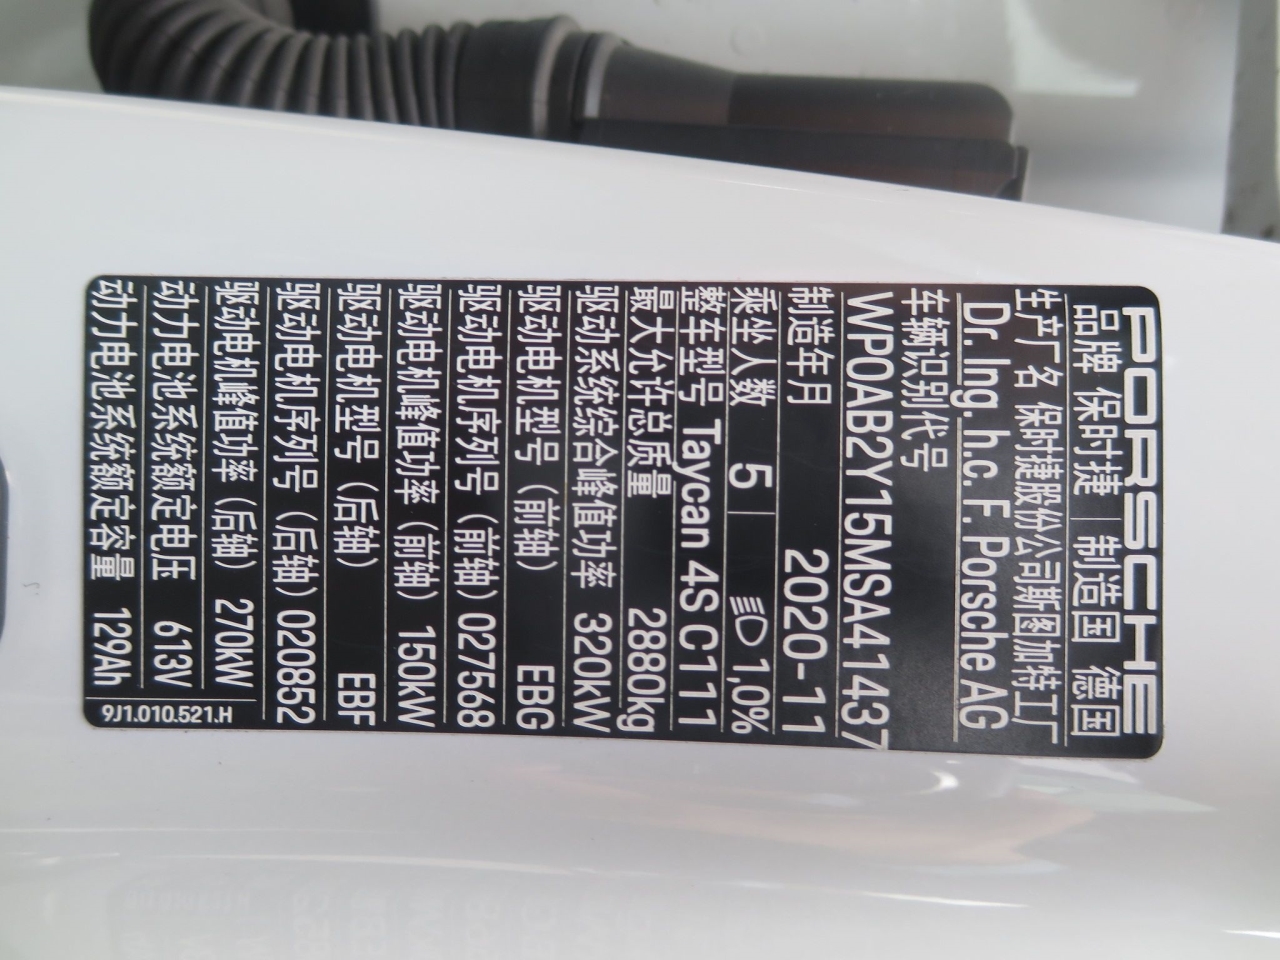 PORSCHE
品牌 保时捷 制造国 德国
生产厂名 保时捷股份公司斯图加特工厂
Dr. Ing. h.c. F. Porsche AG
车辆识别代号
WP0AB2Y15MSA41437
制造年月 2020-11
乘坐人数 5 1,0%
整车型号 Taycan 4S C111
最大允许总质量 2880kg
驱动系统综合峰值功率 320kW
驱动电机型号（前轴） EBG
驱动电机序列号（前轴）027568
驱动电机峰值功率（前轴） 150kW
驱动电机型号（后轴） EBF
驱动电机序列号（后轴）020852
驱动电机峰值功率（后轴） 270kW
动力电池系统额定电压 613V
动力电池系统额定容量 129Ah
9J1.010.521.H